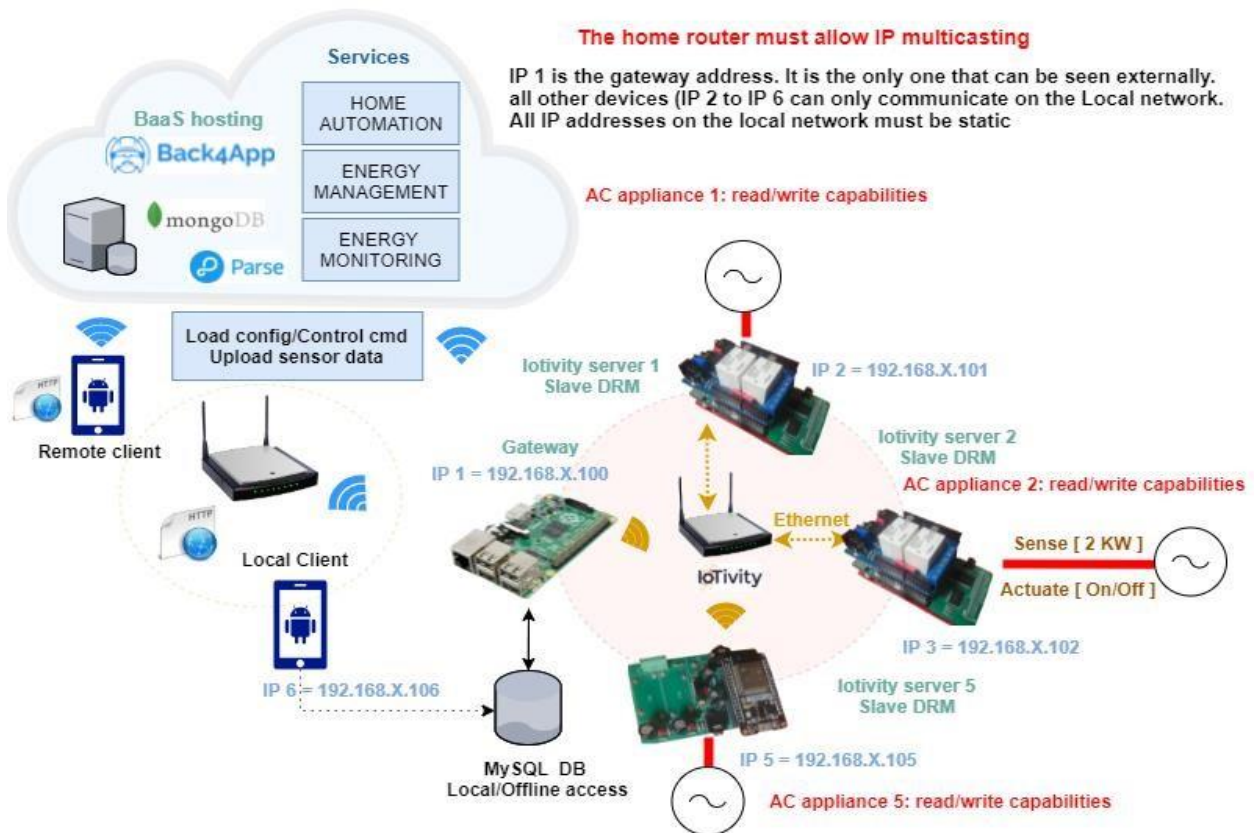 The home router must allow IP multicasting
IP 1 is the gateway address. It is the only one that can be seen externally.
all other devices (IP 2 to IP 6 can only communicate on the Local network.
All IP addresses on the local network must be static
Services
HOME
AUTOMATION
ENERGY
MANAGEMENT
ENERGY
MONITORING
BaaS hosting
Back4App
mongoDB
Parse
Load config/Control cmd
Upload sensor data
HTTP
Remote client
HTTP
Local Client
IP 6 = 192.168.X.106
Gateway
IP 1 = 192.168.X.100
MySQL DB
Local/Offline access
AC appliance 1: read/write capabilities
Iotivity server 1
Slave DRM
IP 2 = 192.168.X.101
Iotivity server 2
Slave DRM
AC appliance 2: read/write capabilities
Ethernet
IoTivity
Sense [ 2 KW ]
Actuate [ On/Off ]
IP 3 = 192.168.X.102
Iotivity server 5
Slave DRM
IP 5 = 192.168.X.105
AC appliance 5: read/write capabilities